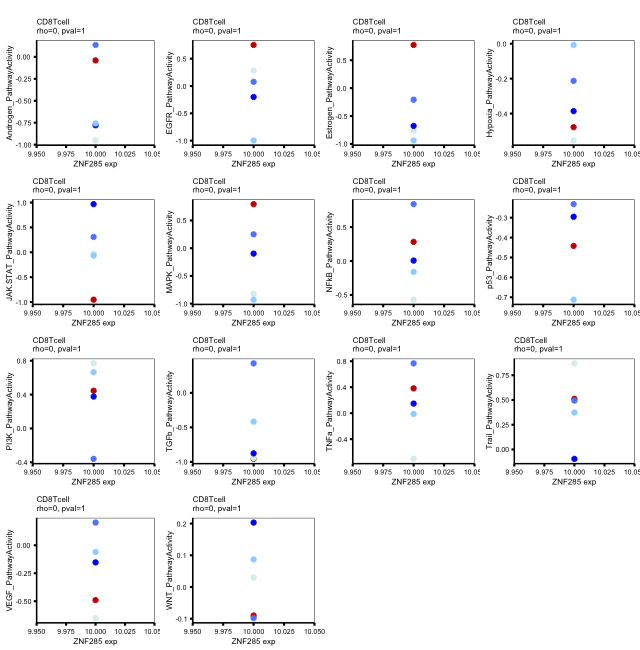 CD8Tcell
rho=0, pval=1
Androgen_PathwayActivity
0.00
-0.25
-0.50
-0.75
-1.00
9.950 9.975 10.000 10.025 10.05
ZNF285 exp
CD8Tcell
rho=0, pval=1
EGFR_PathwayActivity
0.5
0.0
-0.5
-1.0
9.950 9.975 10.000 10.025 10.05
ZNF285 exp
CD8Tcell
rho=0, pval=1
Estrogen_PathwayActivity
0.5
0.0
-0.5
-1.0
9.950 9.975 10.000 10.025 10.05
ZNF285 exp
CD8Tcell
rho=0, pval=1
Hypoxia_PathwayActivity
0.0
-0.2
-0.4
9.950 9.975 10.000 10.025 10.05
ZNF285 exp
CD8Tcell
rho=0, pval=1
JAK.STAT_PathwayActivity
1.0
0.5
0.0
-0.5
-1.0
9.950 9.975 10.000 10.025 10.05
ZNF285 exp
CD8Tcell
rho=0, pval=1
MAPK_PathwayActivity
0.5
0.0
-0.5
-1.0
9.950 9.975 10.000 10.025 10.05
ZNF285 exp
CD8Tcell
rho=0, pval=1
NFkB_PathwayActivity
0.5
0.0
-0.5
9.950 9.975 10.000 10.025 10.05
ZNF285 exp
CD8Tcell
rho=0, pval=1
p53_PathwayActivity
-0.3
-0.4
-0.5
-0.6
-0.7
9.950 9.975 10.000 10.025 10.05
ZNF285 exp
CD8Tcell
rho=0, pval=1
PI3K_PathwayActivity
0.8
0.4
0.0
-0.4
9.950 9.975 10.000 10.025 10.05
ZNF285 exp
CD8Tcell
rho=0, pval=1
TGFb_PathwayActivity
0.0
-0.5
-1.0
9.950 9.975 10.000 10.025 10.05
ZNF285 exp
CD8Tcell
rho=0, pval=1
TNFa_PathwayActivity
0.8
0.4
0.0
-0.4
9.950 9.975 10.000 10.025 10.05
ZNF285 exp
CD8Tcell
rho=0, pval=1
Trail_PathwayActivity
0.75
0.50
0.25
0.00
9.950 9.975 10.000 10.025 10.05
ZNF285 exp
CD8Tcell
rho=0, pval=1
VEGF_PathwayActivity
0.00
-0.25
-0.50
9.950 9.975 10.000 10.025 10.05
ZNF285 exp
CD8Tcell
rho=0, pval=1
WNT_PathwayActivity
0.2
0.1
0.0
-0.1
9.950 9.975 10.000 10.025 10.050
ZNF285 exp